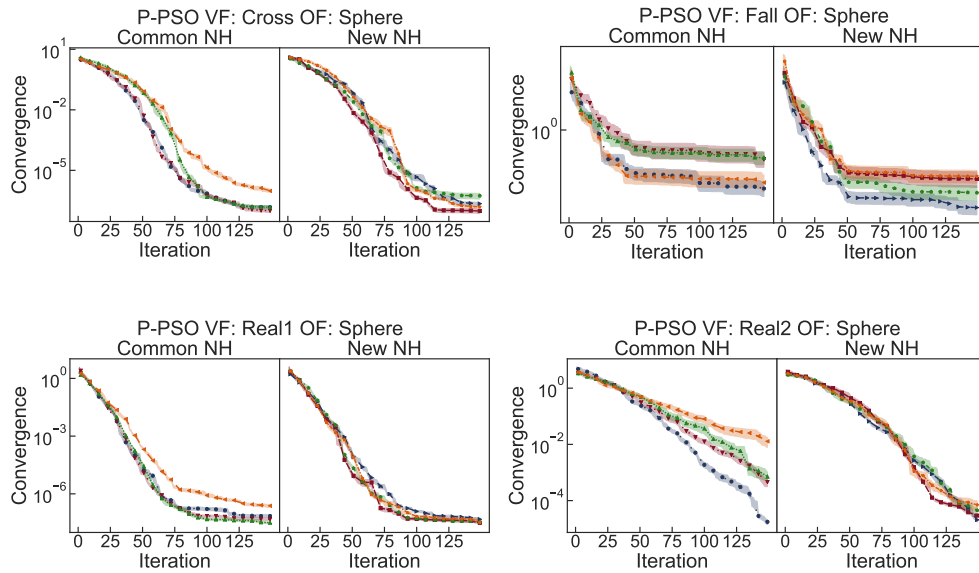 P-PSO VF: Cross OF: Sphere
Common NH New NH
Convergence
10^1
10^-2
10^-5
0 25 50 75 100 125 0 25 50 75 100 125
Iteration Iteration
P-PSO VF: Fall OF: Sphere
Common NH New NH
Convergence
10^0
0 25 50 75 100 125 0 25 50 75 100 125
Iteration Iteration
P-PSO VF: Real1 OF: Sphere
Common NH New NH
Convergence
10^0
10^-3
10^-6
0 25 50 75 100 125 0 25 50 75 100 125
Iteration Iteration
P-PSO VF: Real2 OF: Sphere
Common NH New NH
Convergence
10^0
10^-2
10^-4
0 25 50 75 100 125 0 25 50 75 100 125
Iteration Iteration